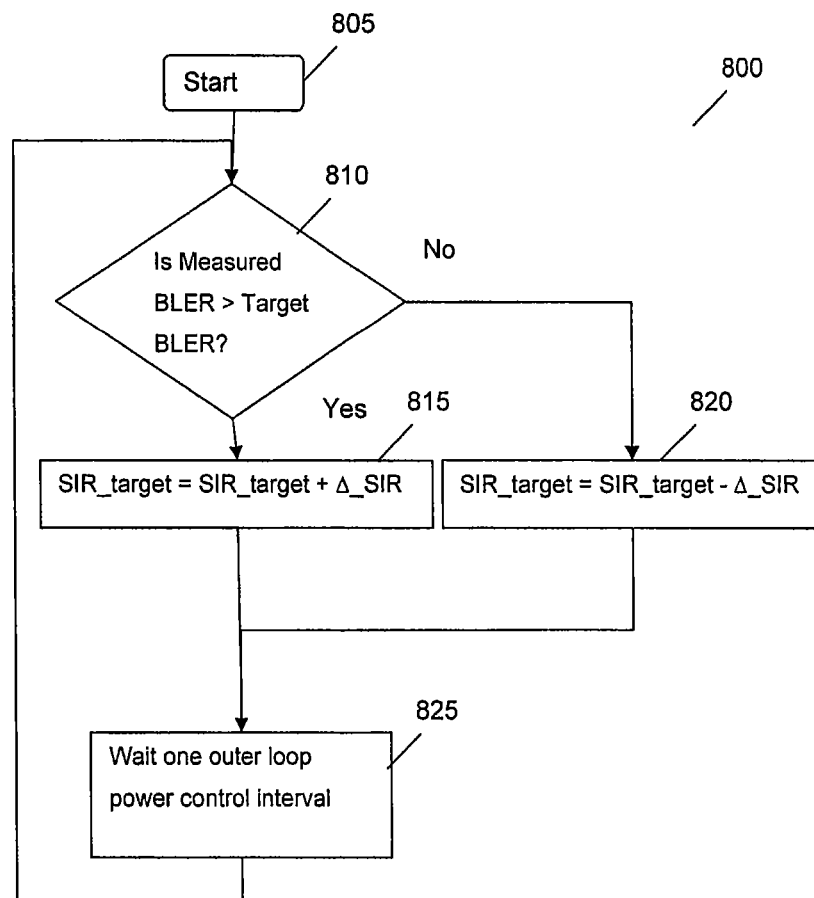 805
Start
800
810
No
Is Measured
BLER > Target
BLER?
Yes
815
820
SIR_target = SIR_target + Δ_SIR
SIR_target = SIR_target - Δ_SIR
825
Wait one outer loop
power control interval